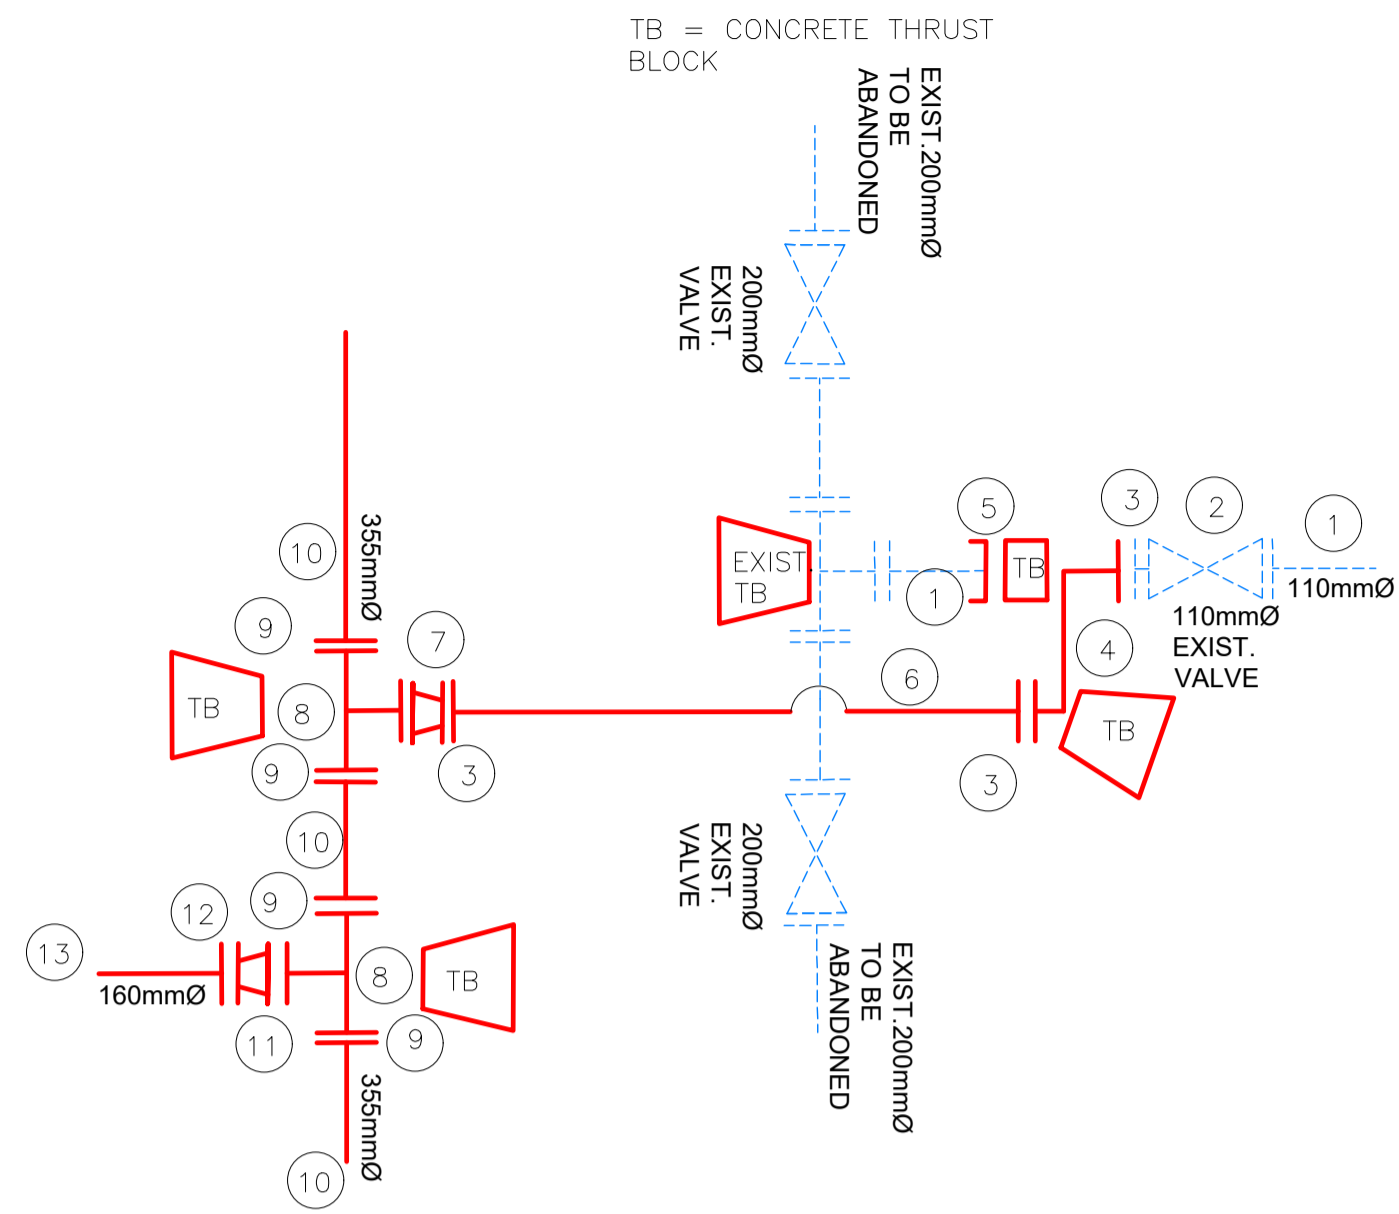 TB = CONCRETE THRUST
BLOCK
EXIST.200mmØ
TO BE
ABANDONED
200mmØ
EXIST.
VALVE
10
355mmØ
9
7
TB
8
9
3
10
EXIST
TB
1
5
TB
3
2
1
110mmØ
110mmØ
EXIST.
VALVE
4
6
TB
3
200mmØ
EXIST.
VALVE
12
9
13
160mmØ
8
TB
11
9
355mmØ
10
EXIST.200mmØ
TO BE
ABANDONED